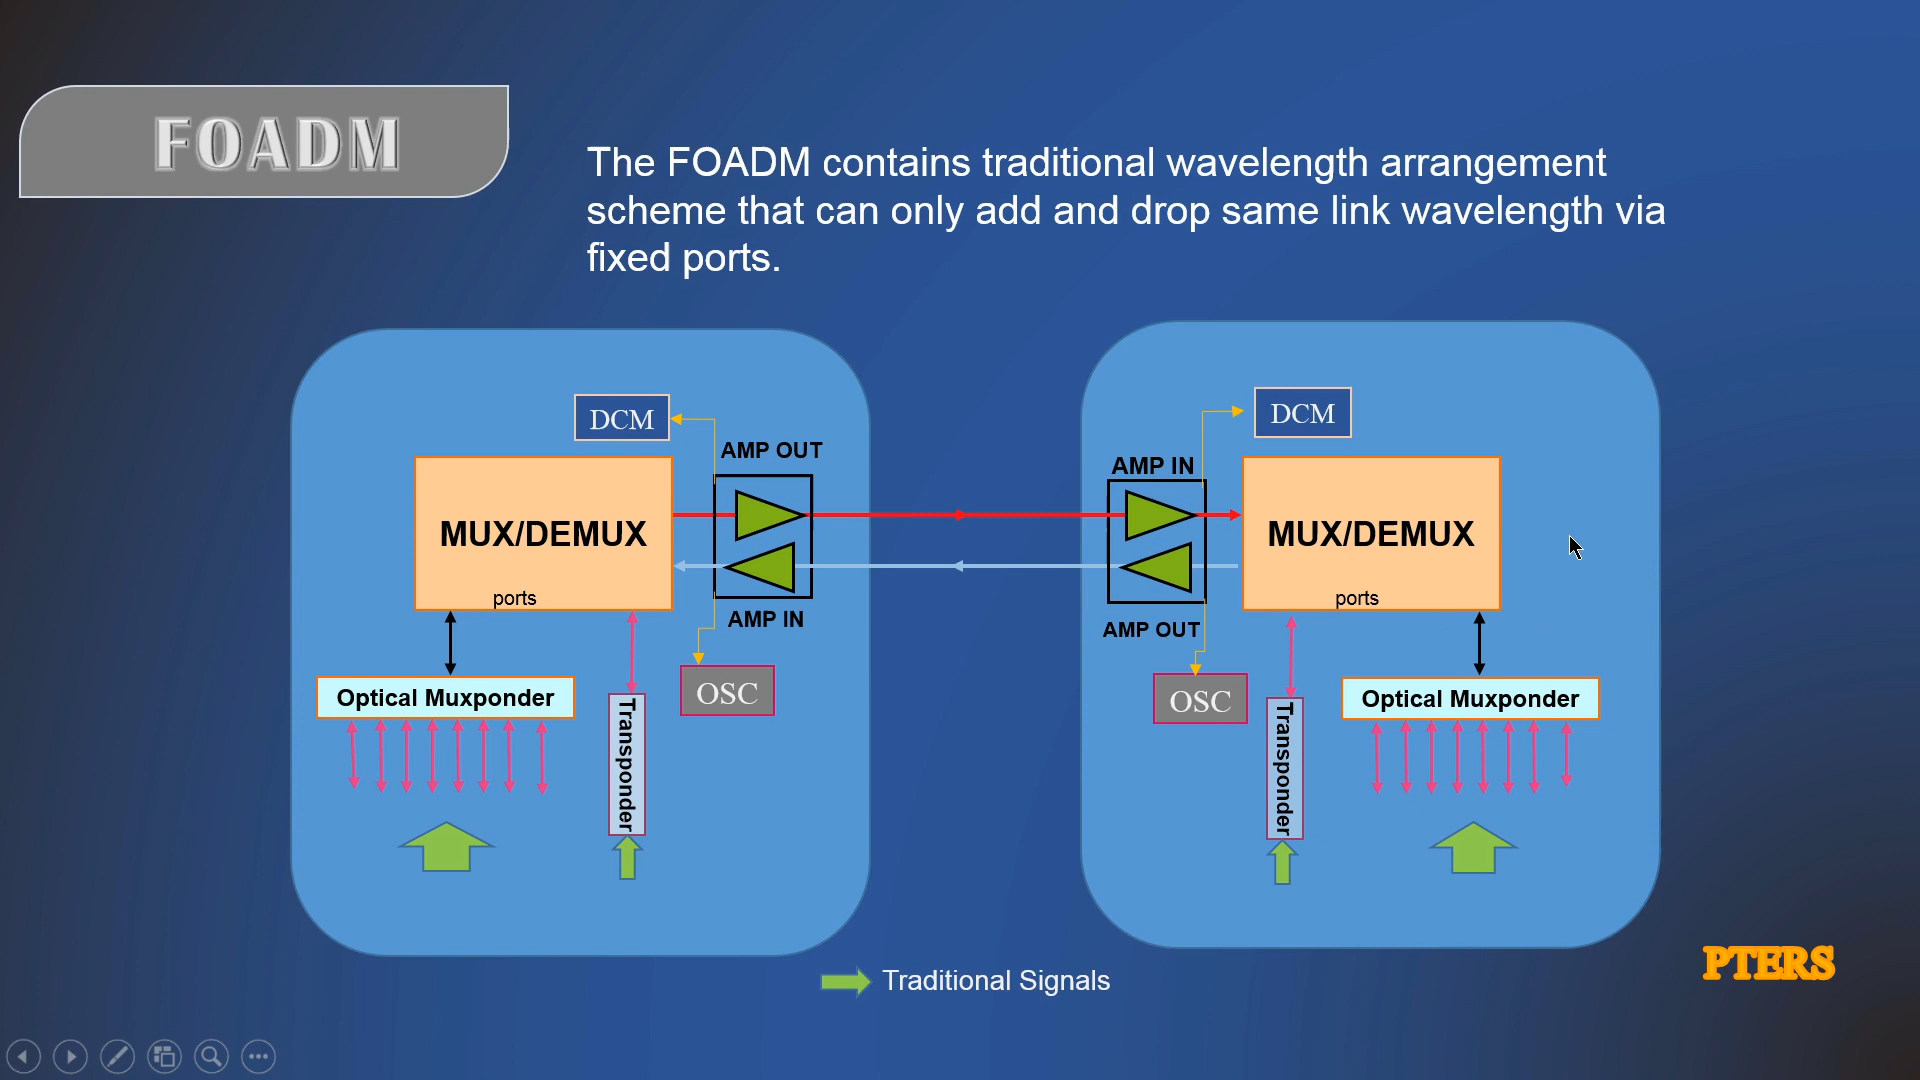 FOADM
The FOADM contains traditional wavelength arrangement
scheme that can only add and drop same link wavelength via
fixed ports.
DCM
AMP OUT
MUX/DEMUX
ports
AMP IN
Optical Muxponder
Transponder
OSC
DCM
AMP IN
MUX/DEMUX
ports
AMP OUT
OSC
Transponder
Optical Muxponder
Traditional Signals
PTERS